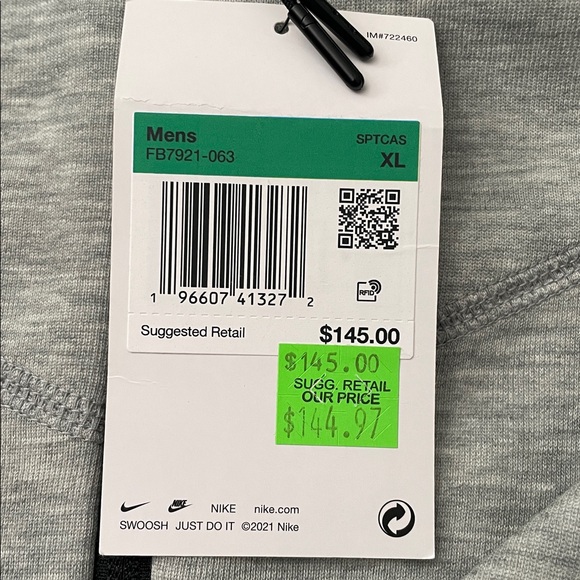 IM#722460
Mens SPTCAS
FB7921-063 XL
1 96607 41327 2
RFID
Suggested Retail $145.00
$145.00
SUGG. RETAIL
OUR PRICE
$144.97
NIKE NIKE nike.com
SWOOSH JUST DO IT ©2021 Nike